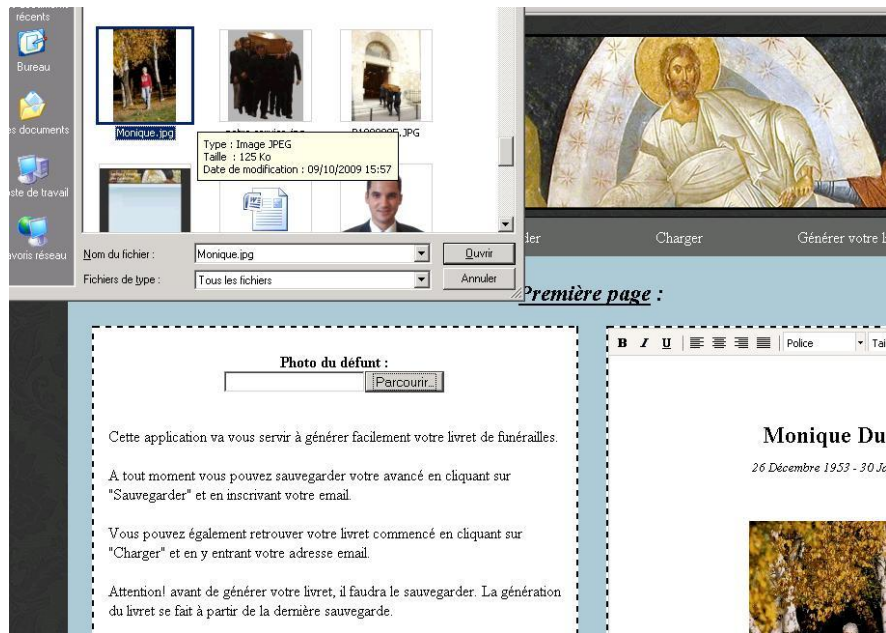 récents
Bureau
documents
ste de travail
avoris réseau
Monique.jpg
.JPG
Type : Image JPEG
Taille : 125 Ko
Date de modification : 09/10/2009 15:57
Nom du fichier :
Monique.jpg
Ouvrir
Fichiers de type :
Tous les fichiers
Annuler
Charger
Générer votre
Première page :
Photo du défunt :
Parcourir...
Cette application va vous servir à générer facilement votre livret de funérailles.
A tout moment vous pouvez sauvegarder votre avancé en cliquant sur
"Sauvegarder" et en inscrivant votre email.
Vous pouvez également retrouver votre livret commencé en cliquant sur
"Charger" et en y entrant votre adresse email.
Attention! avant de générer votre livret, il faudra le sauvegarder. La génération
du livret se fait à partir de la dernière sauvegarde.
B I U
Police
Tai
Monique Du
26 Décembre 1953 - 30 Ja